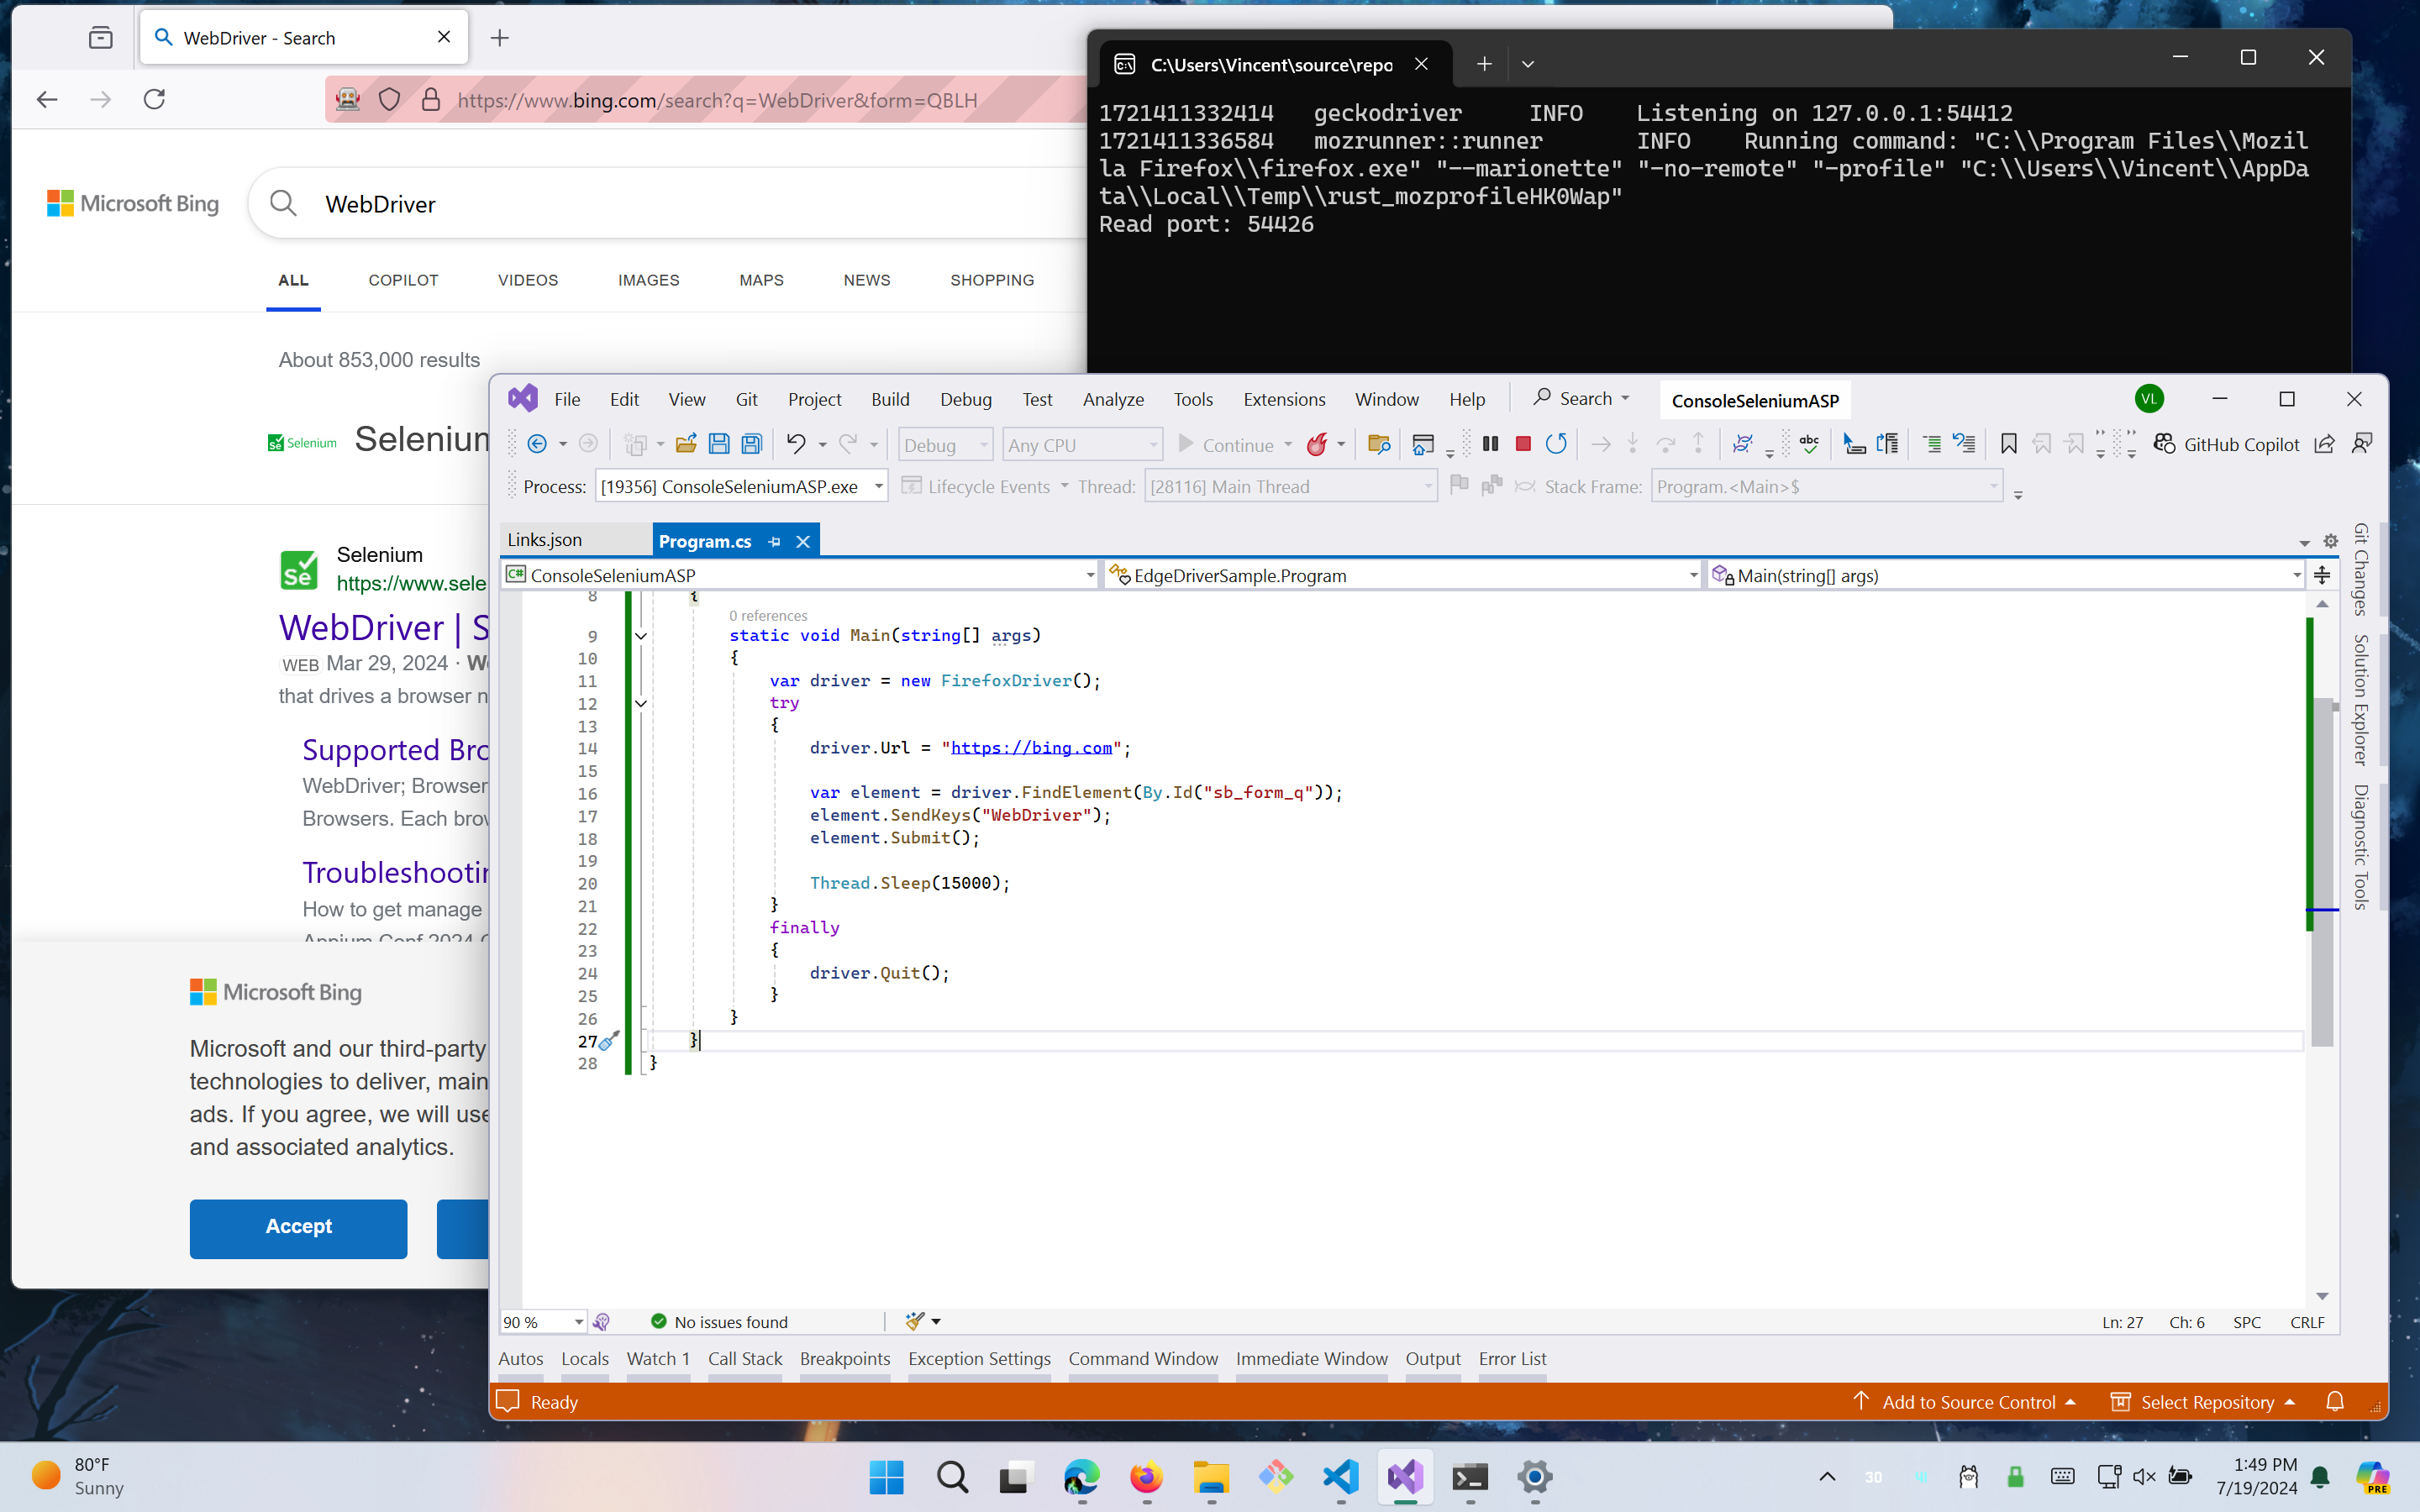 WebDriver - Search
https://www.bing.com/search?q=WebDriver&form=QBLH
Microsoft Bing
WebDriver
ALL COPILOT VIDEOS IMAGES MAPS NEWS SHOPPING
About 853,000 results
Selenium Selenium
Selenium
https://www.sele
WebDriver | S
WEB Mar 29, 2024 · We
that drives a browser n
Supported Bro
WebDriver; Browser
Browsers. Each brow
Troubleshootin
How to get manage
Appium Conf 2024
Microsoft Bing
Microsoft and our third-party
technologies to deliver, main
ads. If you agree, we will use
and associated analytics.
Accept
C:\Users\Vincent\source\repo
1721411332414 geckodriver INFO Listening on 127.0.0.1:54412
1721411336584 mozrunner::runner INFO Running command: "C:\\Program Files\\Mozil
la Firefox\\firefox.exe" "--marionette" "-no-remote" "-profile" "C:\\Users\\Vincent\\AppDa
ta\\Local\\Temp\\rust_mozprofileHK0Wap"
Read port: 54426
File Edit View Git Project Build Debug Test Analyze Tools Extensions Window Help Search ConsoleSeleniumASP VL
Debug Any CPU Continue abc GitHub Copilot
Process: [19356] ConsoleSeleniumASP.exe Lifecycle Events Thread: [28116] Main Thread Stack Frame: Program.<Main>$
Links.json Program.cs
C# ConsoleSeleniumASP EdgeDriverSample.Program Main(string[] args)
8 {
0 references
9 static void Main(string[] args)
10 {
11 var driver = new FirefoxDriver();
12 try
13 {
14 driver.Url = "https://bing.com";
15
16 var element = driver.FindElement(By.Id("sb_form_q"));
17 element.SendKeys("WebDriver");
18 element.Submit();
19
20 Thread.Sleep(15000);
21 }
22 finally
23 {
24 driver.Quit();
25 }
26 }
27 }
28 }
Git Changes
Solution Explorer
Diagnostic Tools
90 % No issues found Ln: 27 Ch: 6 SPC CRLF
Autos Locals Watch 1 Call Stack Breakpoints Exception Settings Command Window Immediate Window Output Error List
Ready Add to Source Control Select Repository
80°F
Sunny
30
1:49 PM
7/19/2024
PRE